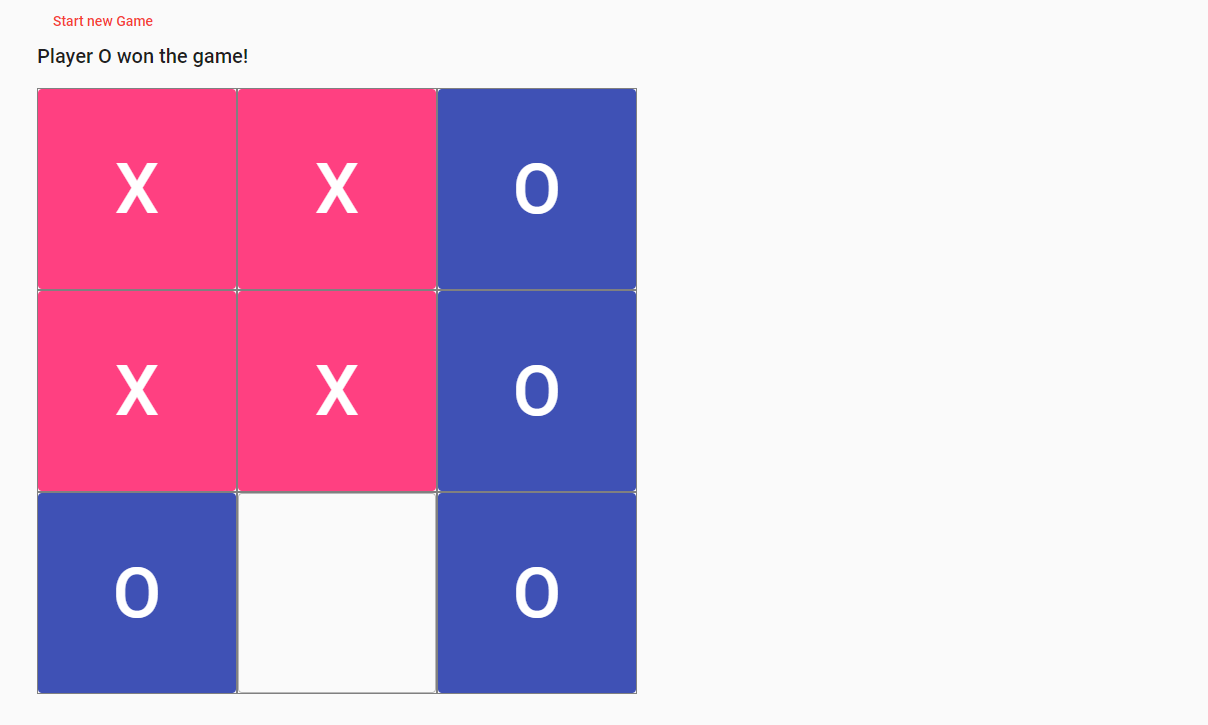 Start new Game
Player O won the game!
X X O
X X O
O O